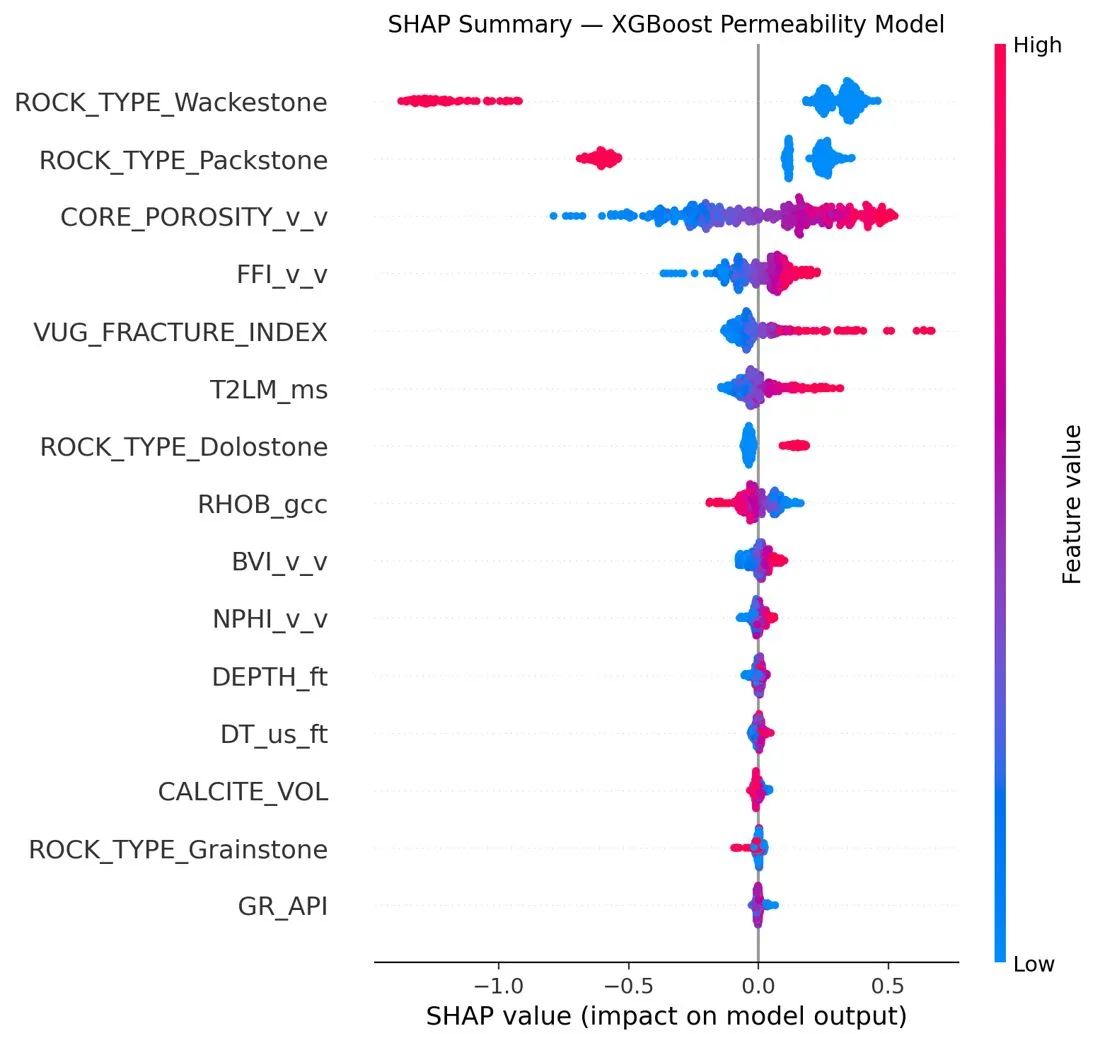 SHAP Summary — XGBoost Permeability Model
High
ROCK_TYPE_Wackestone
ROCK_TYPE_Packstone
CORE_POROSITY_v_v
FFI_v_v
VUG_FRACTURE_INDEX
T2LM_ms
ROCK_TYPE_Dolostone
RHOB_gcc
BVI_v_v
NPHI_v_v
DEPTH_ft
DT_us_ft
CALCITE_VOL
ROCK_TYPE_Grainstone
GR_API
Feature value
Low
−1.0 −0.5 0.0 0.5
SHAP value (impact on model output)